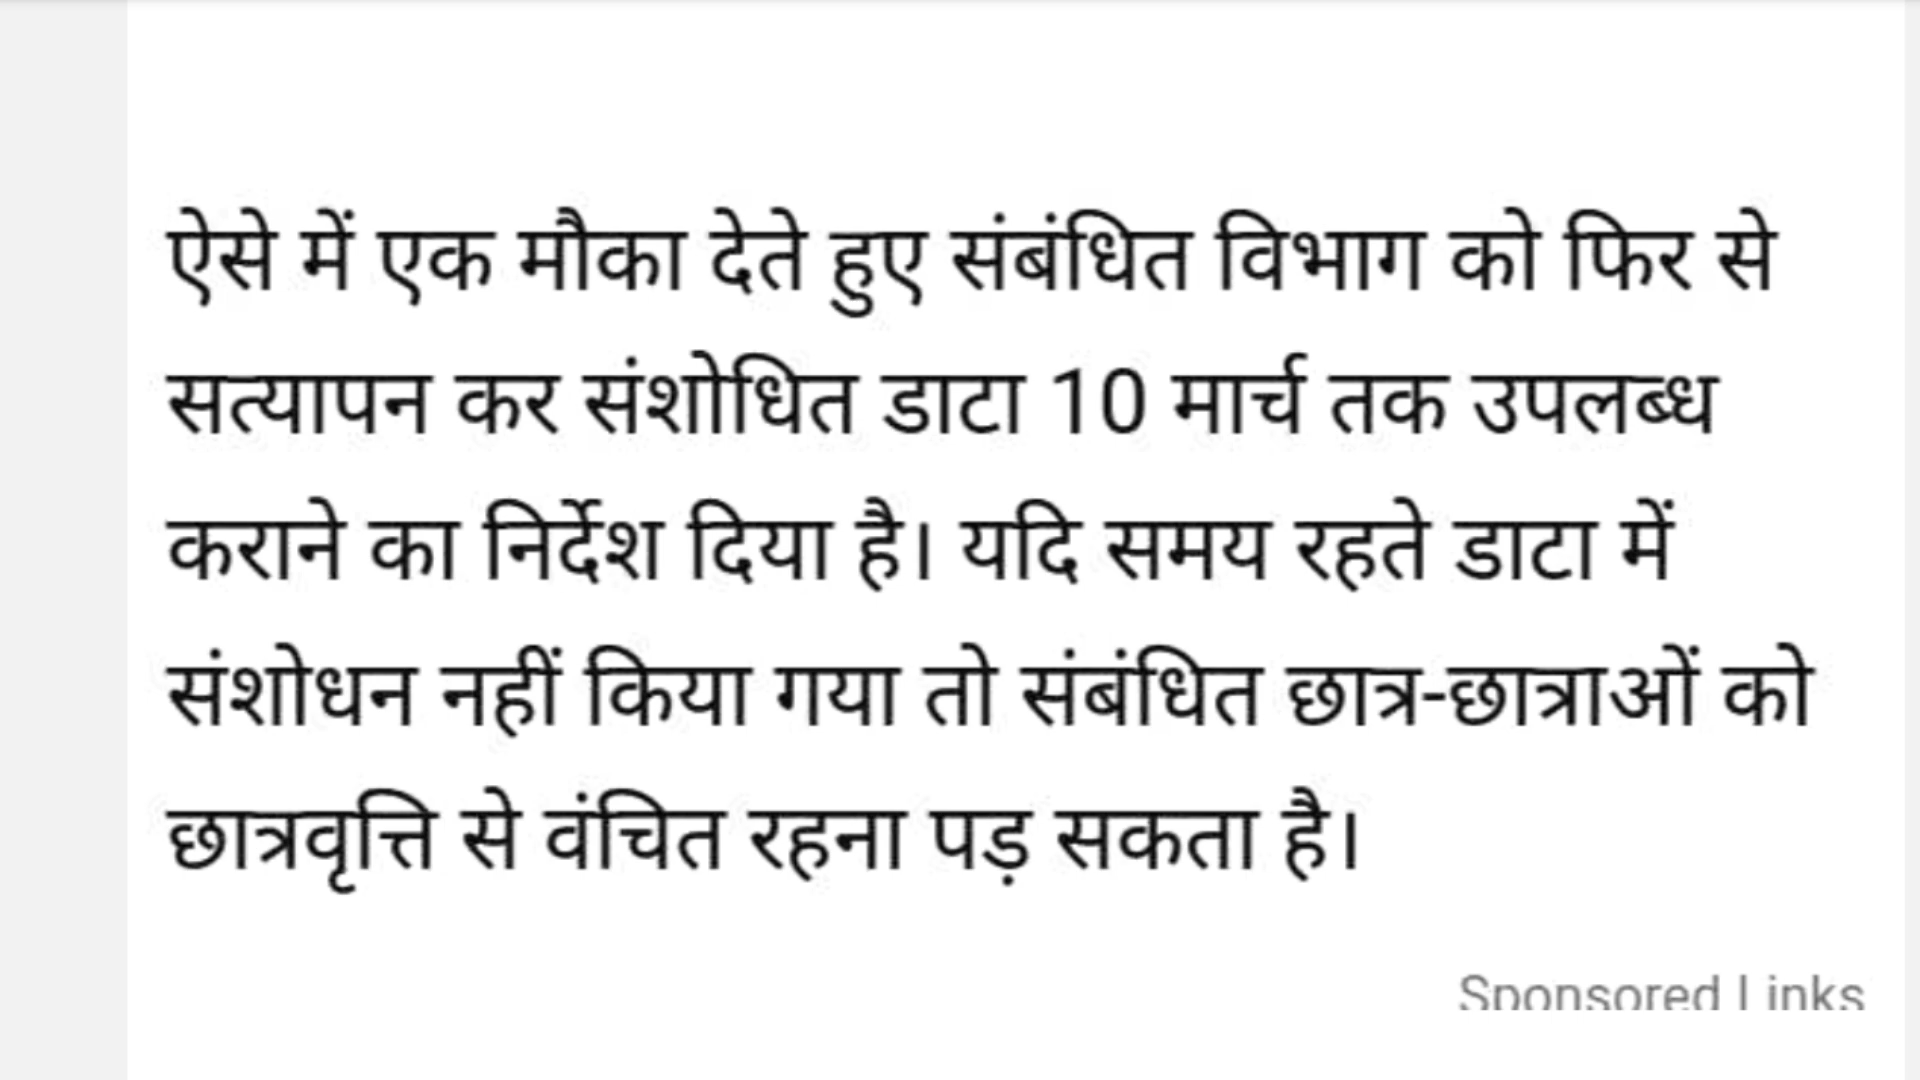 ऐसे में एक मौका देते हुए संबंधित विभाग को फिर से
सत्यापन कर संशोधित डाटा 10 मार्च तक उपलब्ध
कराने का निर्देश दिया है। यदि समय रहते डाटा में
संशोधन नहीं किया गया तो संबंधित छात्र-छात्राओं को
छात्रवृत्ति से वंचित रहना पड़ सकता है।
Sponsored Links